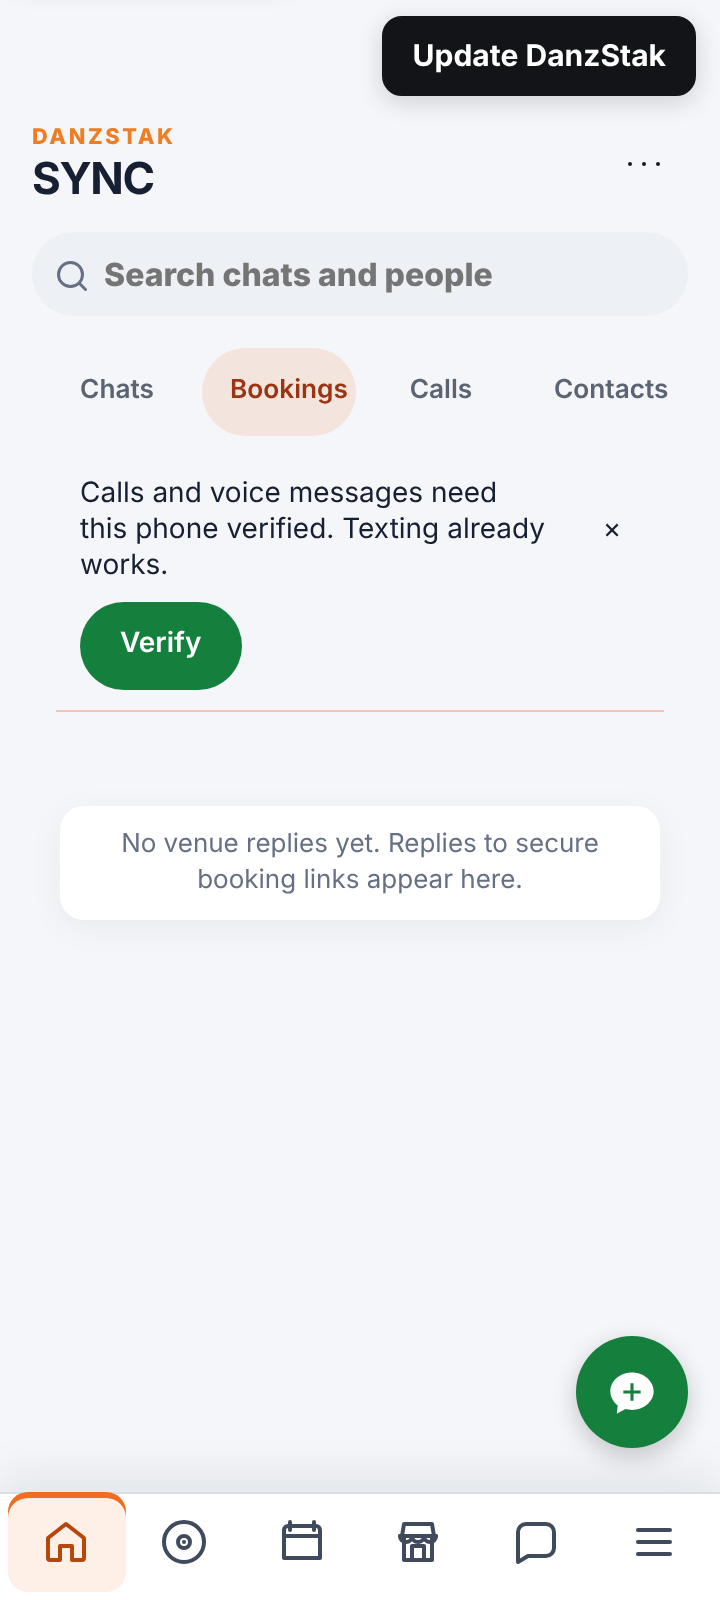 Update DanzStak
DANZSTAK
SYNC
...
Search chats and people
Chats Bookings Calls Contacts
Calls and voice messages need
this phone verified. Texting already
works.
×
Verify
No venue replies yet. Replies to secure
booking links appear here.